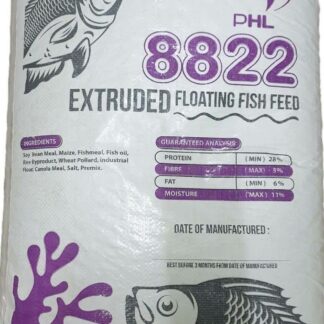 PHL
8822
EXTRUDED FLOATING FISH FEED
INGREDIENTS
Soy Bean Meal, Maize, Fishmeal, Fish oil,
Rice Byproduct, Wheat Pollard, Industrial
Flour, Canola Meal, Salt, Premix.
GUARANTEED ANALYSIS
PROTEIN (MIN) 28%
FIBRE (MAX) 8%
FAT (MIN) 6%
MOISTURE (MAX) 11%
DATE OF MANUFACTURED :
BEST BEFORE 3 MONTHS FROM DATE OF MANUFACTURED